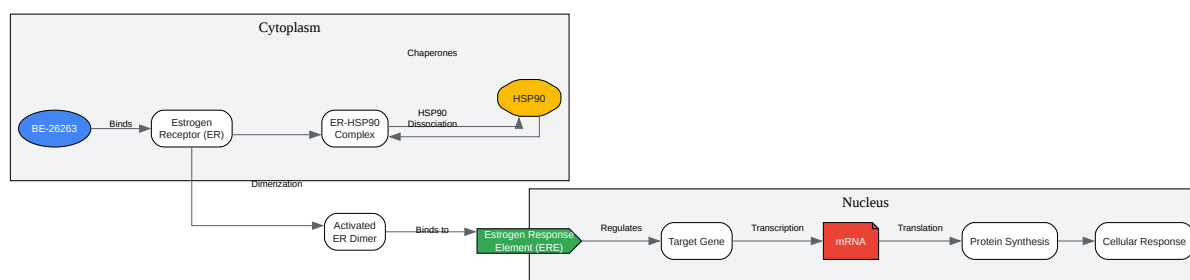 Cytoplasm
Chaperones
HSP90
BE-26263
Binds
Estrogen
Receptor (ER)
ER-HSP90
Complex
HSP90
Dissociation
Dimerization
Activated
ER Dimer
Binds to
Nucleus
Estrogen Response
Element (ERE)
Regulates
Target Gene
Transcription
mRNA
Translation
Protein Synthesis
Cellular Response